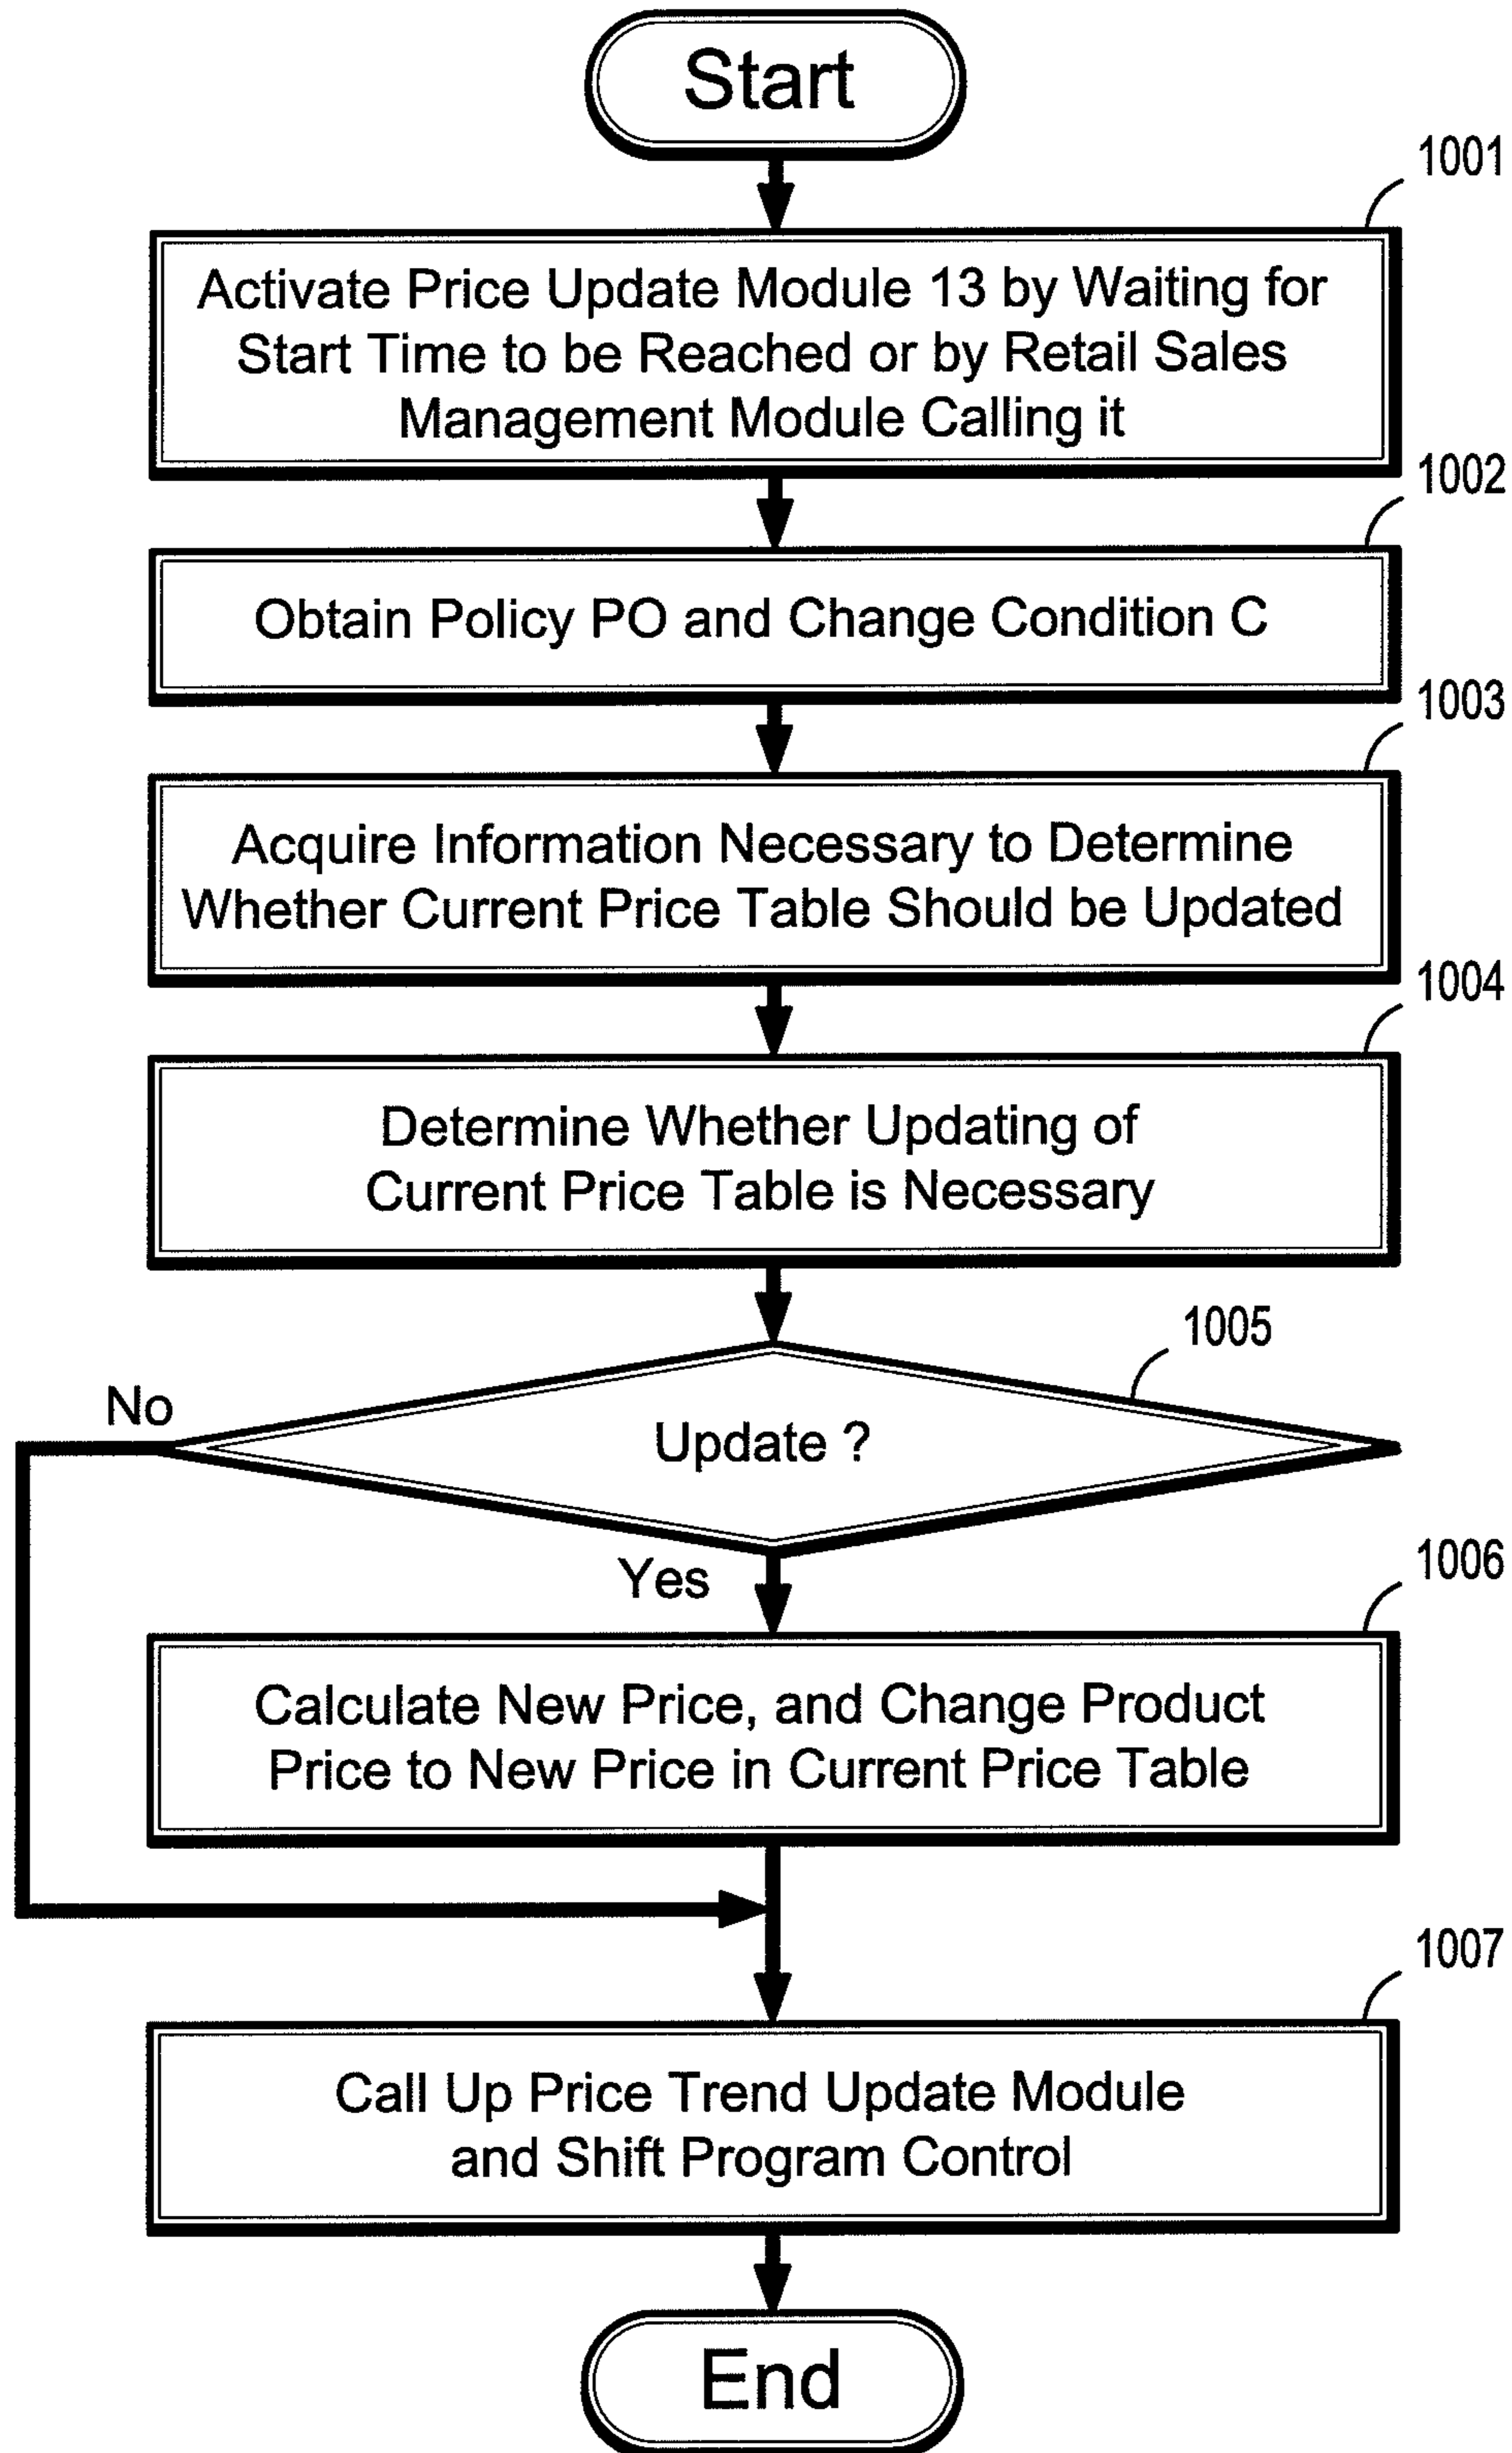 Start
1001
Activate Price Update Module 13 by Waiting for
Start Time to be Reached or by Retail Sales
Management Module Calling it
1002
Obtain Policy PO and Change Condition C
1003
Acquire Information Necessary to Determine
Whether Current Price Table Should be Updated
1004
Determine Whether Updating of
Current Price Table is Necessary
1005
No
Update ?
Yes
1006
Calculate New Price, and Change Product
Price to New Price in Current Price Table
1007
Call Up Price Trend Update Module
and Shift Program Control
End